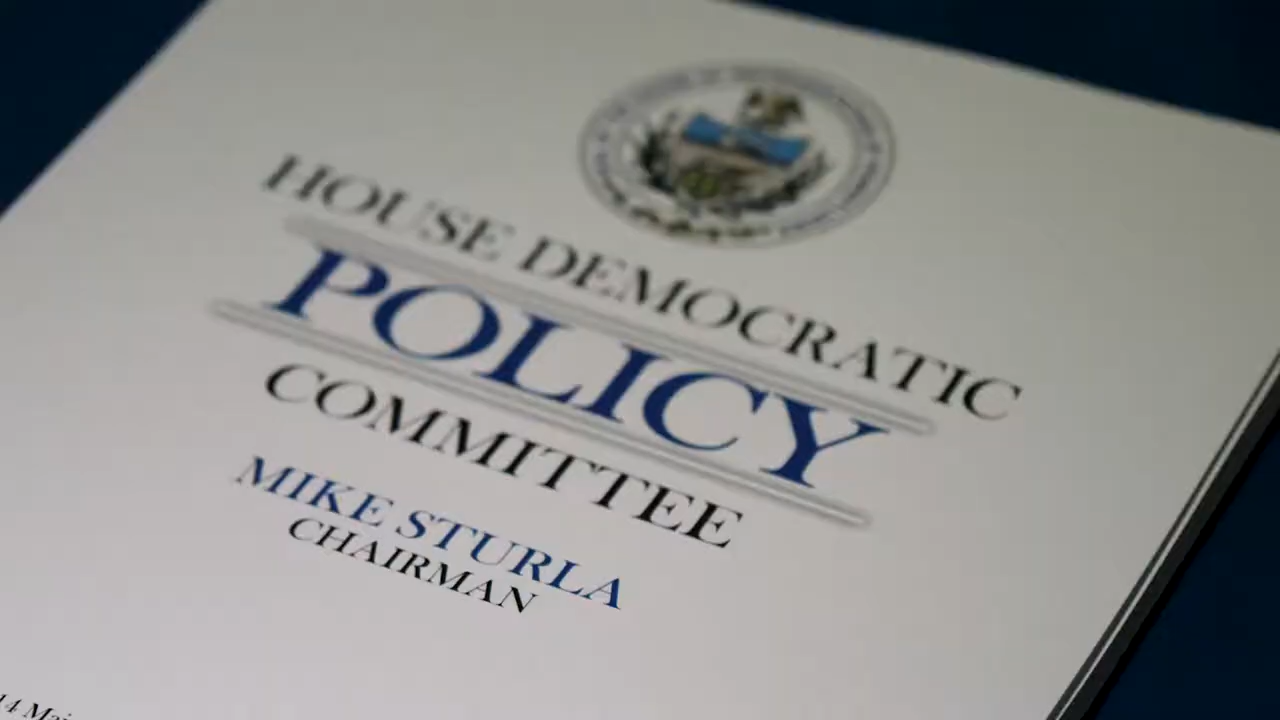 HOUSE DEMOCRATIC
POLICY
COMMITTEE
MIKE STURLA
CHAIRMAN